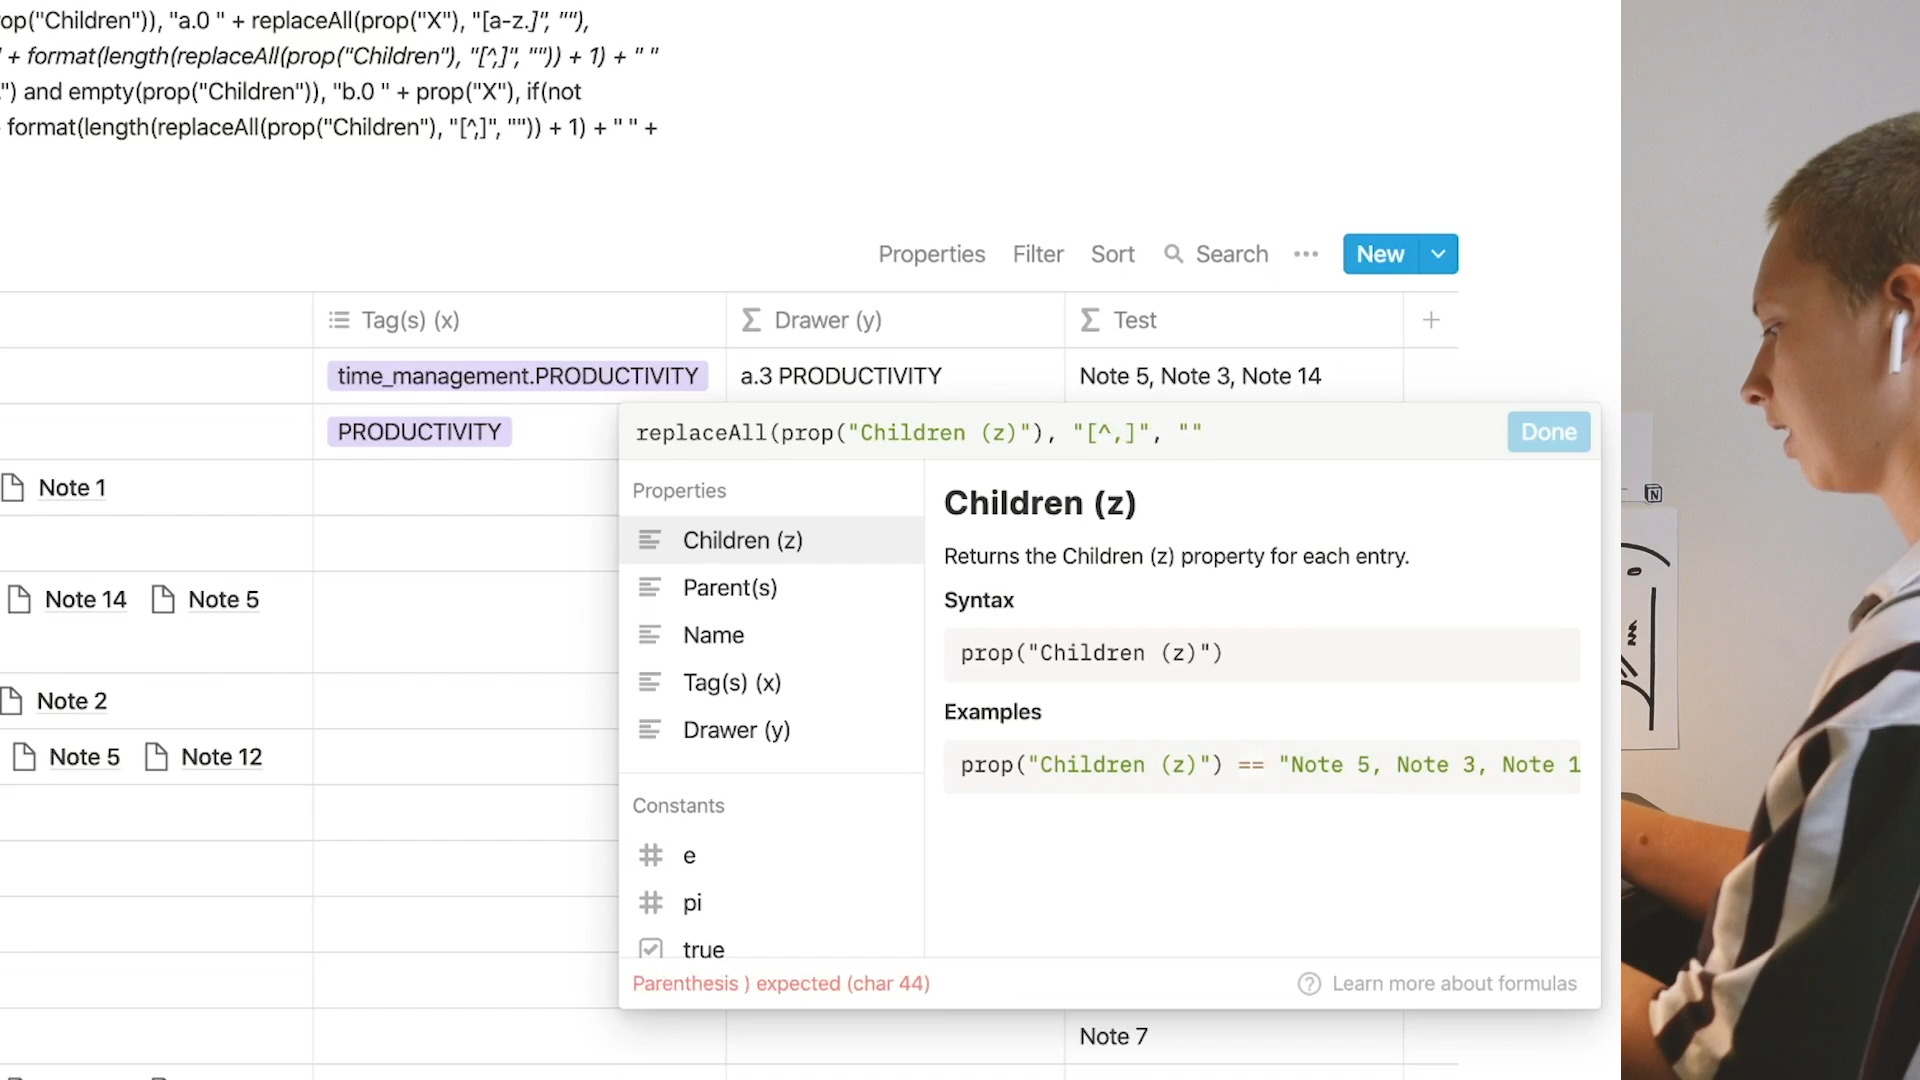 op("Children")), "a.0 " + replaceAll(prop("X"), "[a-z.]", ""),
" + format(length(replaceAll(prop("Children"), "[^,]", "")) + 1) + " "
.") and empty(prop("Children")), "b.0 " + prop("X"), if(not
format(length(replaceAll(prop("Children"), "[^,]", "")) + 1) + " " +
Properties Filter Sort Search ••• New
Tag(s) (x) Drawer (y) Test +
time_management.PRODUCTIVITY a.3 PRODUCTIVITY Note 5, Note 3, Note 14
PRODUCTIVITY
replaceAll(prop("Children (z)"), "[^,]", ""
Done
Note 1
Note 14 Note 5
Note 2
Note 5 Note 12
Properties
Children (z)
Parent(s)
Name
Tag(s) (x)
Drawer (y)
Constants
e
pi
true
Children (z)
Returns the Children (z) property for each entry.
Syntax
prop("Children (z)")
Examples
prop("Children (z)") == "Note 5, Note 3, Note 1
Parenthesis ) expected (char 44)
Learn more about formulas
Note 7